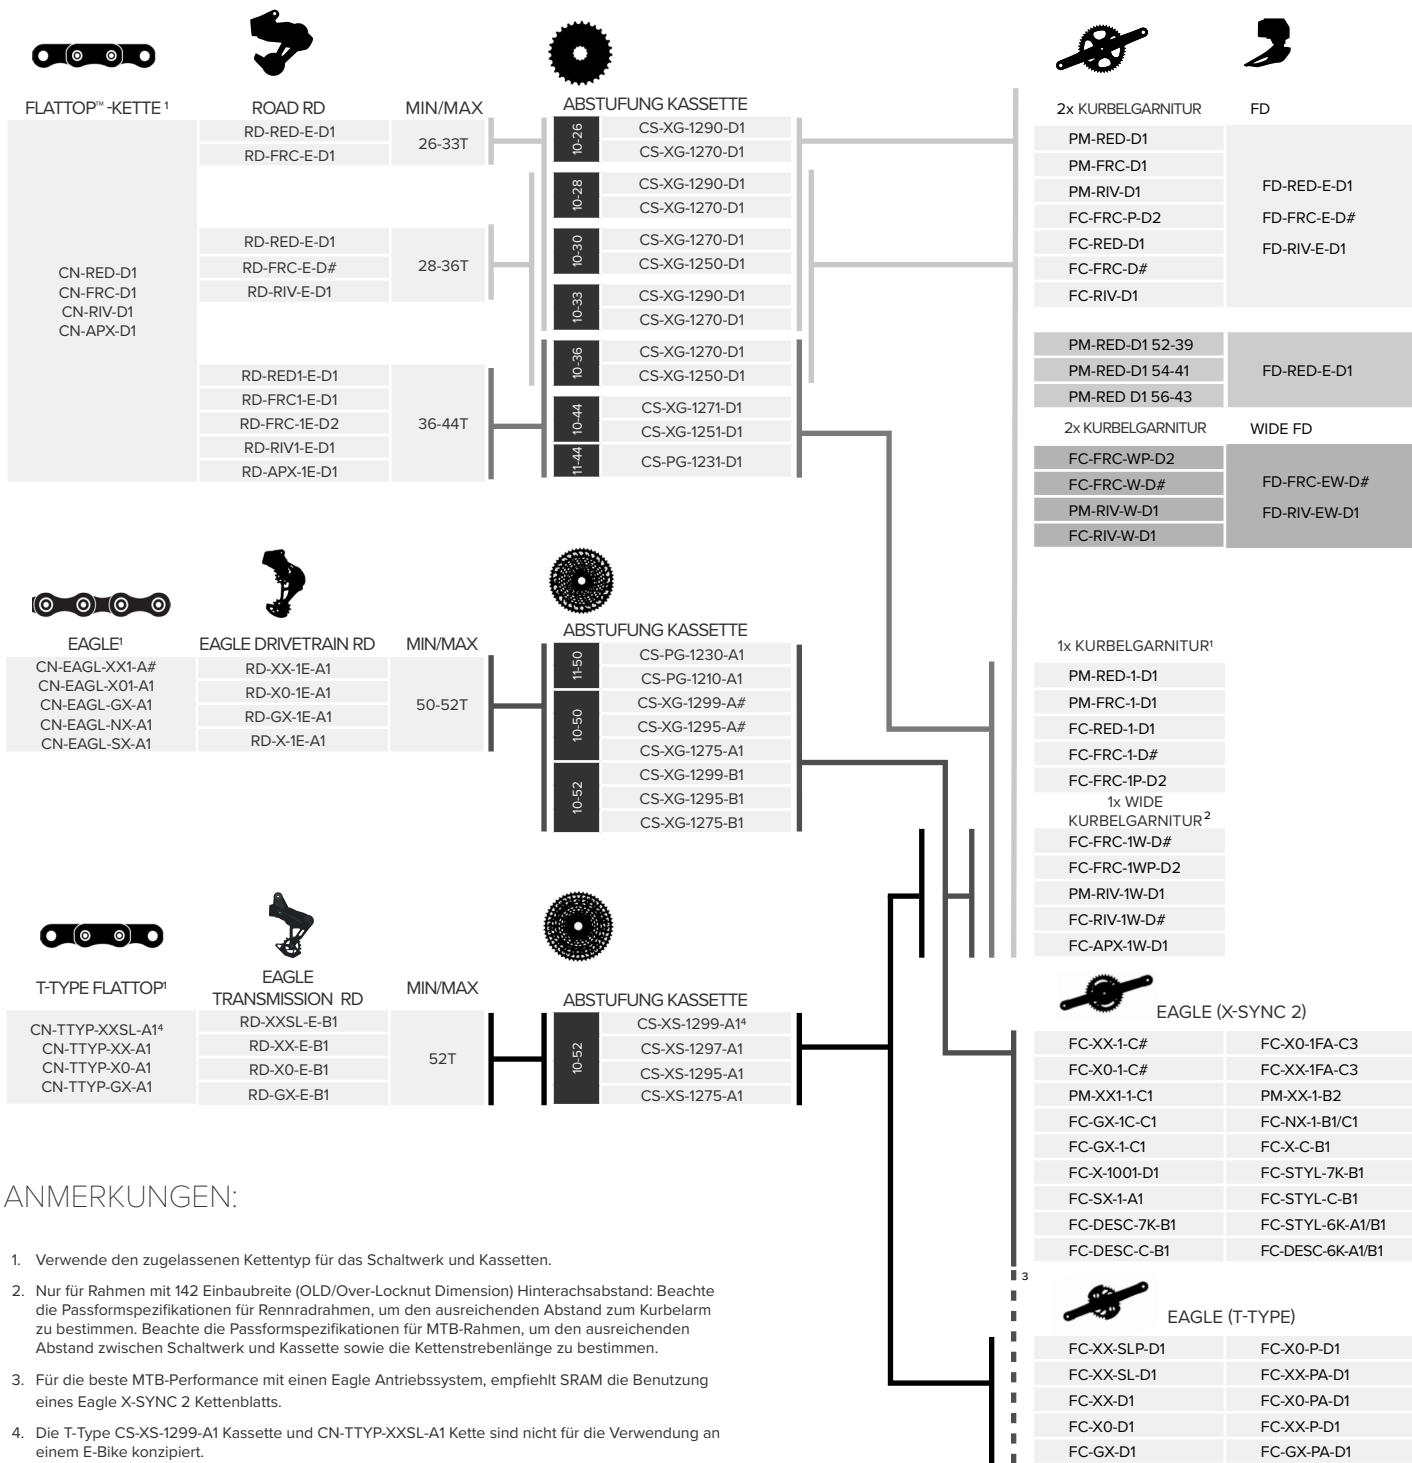 FLATTOP™ -KETTE ¹
ROAD RD
MIN/MAX
ABSTUFUNG KASSETTE
2x KURBELGARNITUR
FD
CN-RED-D1
CN-FRC-D1
CN-RIV-D1
CN-APX-D1
RD-RED-E-D1
RD-FRC-E-D1
26-33T
RD-RED-E-D1
RD-FRC-E-D#
RD-RIV-E-D1
28-36T
RD-RED1-E-D1
RD-FRC1-E-D1
RD-FRC-1E-D2
RD-RIV1-E-D1
RD-APX-1E-D1
36-44T
10-26
CS-XG-1290-D1
CS-XG-1270-D1
10-28
CS-XG-1290-D1
CS-XG-1270-D1
10-30
CS-XG-1270-D1
CS-XG-1250-D1
10-33
CS-XG-1290-D1
CS-XG-1270-D1
10-36
CS-XG-1270-D1
CS-XG-1250-D1
10-44
CS-XG-1271-D1
CS-XG-1251-D1
11-44
CS-PG-1231-D1
PM-RED-D1
PM-FRC-D1
PM-RIV-D1
FC-FRC-P-D2
FC-RED-D1
FC-FRC-D#
FC-RIV-D1
FD-RED-E-D1
FD-FRC-E-D#
FD-RIV-E-D1
PM-RED-D1 52-39
PM-RED-D1 54-41
PM-RED D1 56-43
FD-RED-E-D1
2x KURBELGARNITUR
WIDE FD
FC-FRC-WP-D2
FC-FRC-W-D#
PM-RIV-W-D1
FC-RIV-W-D1
FD-FRC-EW-D#
FD-RIV-EW-D1
EAGLE¹
EAGLE DRIVETRAIN RD
MIN/MAX
ABSTUFUNG KASSETTE
CN-EAGL-XX1-A#
CN-EAGL-X01-A1
CN-EAGL-GX-A1
CN-EAGL-NX-A1
CN-EAGL-SX-A1
RD-XX-1E-A1
RD-X0-1E-A1
RD-GX-1E-A1
RD-X-1E-A1
50-52T
11-50
CS-PG-1230-A1
CS-PG-1210-A1
10-50
CS-XG-1299-A#
CS-XG-1295-A#
CS-XG-1275-A1
10-52
CS-XG-1299-B1
CS-XG-1295-B1
CS-XG-1275-B1
1x KURBELGARNITUR¹
PM-RED-1-D1
PM-FRC-1-D1
FC-RED-1-D1
FC-FRC-1-D#
FC-FRC-1P-D2
1x WIDE
KURBELGARNITUR²
FC-FRC-1W-D#
FC-FRC-1WP-D2
PM-RIV-1W-D1
FC-RIV-1W-D#
FC-APX-1W-D1
T-TYPE FLATTOP¹
EAGLE
TRANSMISSION RD
MIN/MAX
ABSTUFUNG KASSETTE
CN-TTYP-XXSL-A1⁴
CN-TTYP-XX-A1
CN-TTYP-X0-A1
CN-TTYP-GX-A1
RD-XXSL-E-B1
RD-XX-E-B1
RD-X0-E-B1
RD-GX-E-B1
52T
10-52
CS-XS-1299-A1⁴
CS-XS-1297-A1
CS-XS-1295-A1
CS-XS-1275-A1
EAGLE (X-SYNC 2)
FC-XX-1-C# FC-X0-1FA-C3
FC-X0-1-C# FC-XX-1FA-C3
PM-XX1-1-C1 PM-XX-1-B2
FC-GX-1C-C1 FC-NX-1-B1/C1
FC-GX-1-C1 FC-X-C-B1
FC-X-1001-D1 FC-STYL-7K-B1
FC-SX-1-A1 FC-STYL-C-B1
FC-DESC-7K-B1 FC-STYL-6K-A1/B1
FC-DESC-C-B1 FC-DESC-6K-A1/B1
3
EAGLE (T-TYPE)
FC-XX-SLP-D1 FC-X0-P-D1
FC-XX-SL-D1 FC-XX-PA-D1
FC-XX-D1 FC-X0-PA-D1
FC-X0-D1 FC-XX-P-D1
FC-GX-D1 FC-GX-PA-D1
ANMERKUNGEN:
1. Verwende den zugelassenen Kettentyp für das Schaltwerk und Kassetten.
2. Nur für Rahmen mit 142 Einbaubreite (OLD/Over-Locknut Dimension) Hinterachsabstand: Beachte
die Passformspezifikationen für Rennradrahmen, um den ausreichenden Abstand zum Kurbelarm
zu bestimmen. Beachte die Passformspezifikationen für MTB-Rahmen, um den ausreichenden
Abstand zwischen Schaltwerk und Kassette sowie die Kettenstrebenlänge zu bestimmen.
3. Für die beste MTB-Performance mit einen Eagle Antriebssystem, empfiehlt SRAM die Benutzung
eines Eagle X-SYNC 2 Kettenblatts.
4. Die T-Type CS-XS-1299-A1 Kassette und CN-TTYP-XXSL-A1 Kette sind nicht für die Verwendung an
einem E-Bike konzipiert.